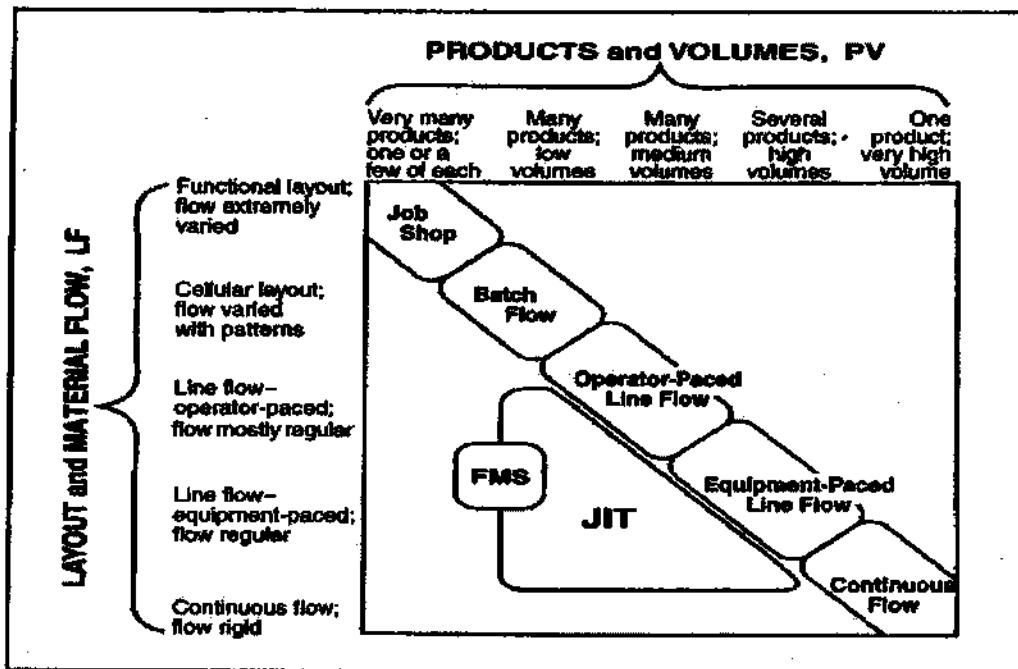 PRODUCTS and VOLUMES, PV
Very many
products;
one or a
few of each
Many
products;
low
volumes
Many
products;
medium
volumes
Several
products;
high
volumes
One
product;
very high
volume
LAYOUT and MATERIAL FLOW, LF
Functional layout;
flow extremely
varied
Cellular layout;
flow varied
with patterns
Line flow–
operator-paced;
flow mostly regular
Line flow–
equipment-paced;
flow regular
Continuous flow;
flow rigid
Job
Shop
Batch
Flow
Operator-Paced
Line Flow
Equipment-Paced
Line Flow
Continuous
Flow
FMS
JIT